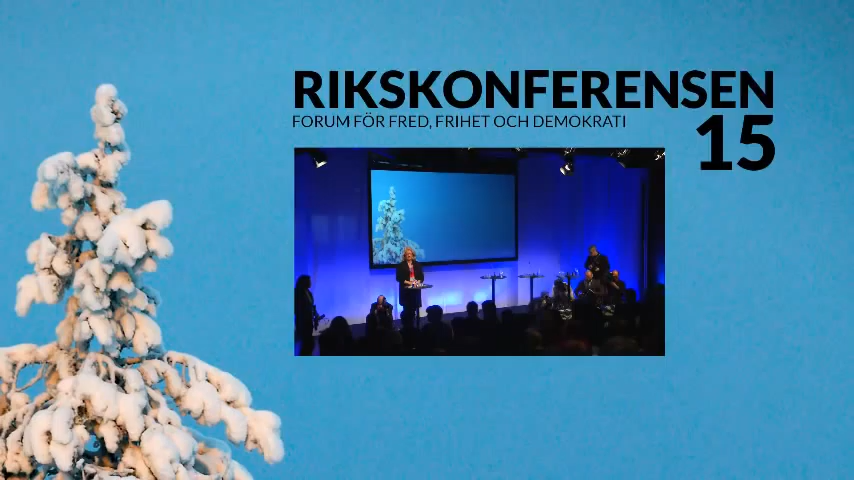 RIKSKONFERENSEN
FORUM FÖR FRED, FRIHET OCH DEMOKRATI
15